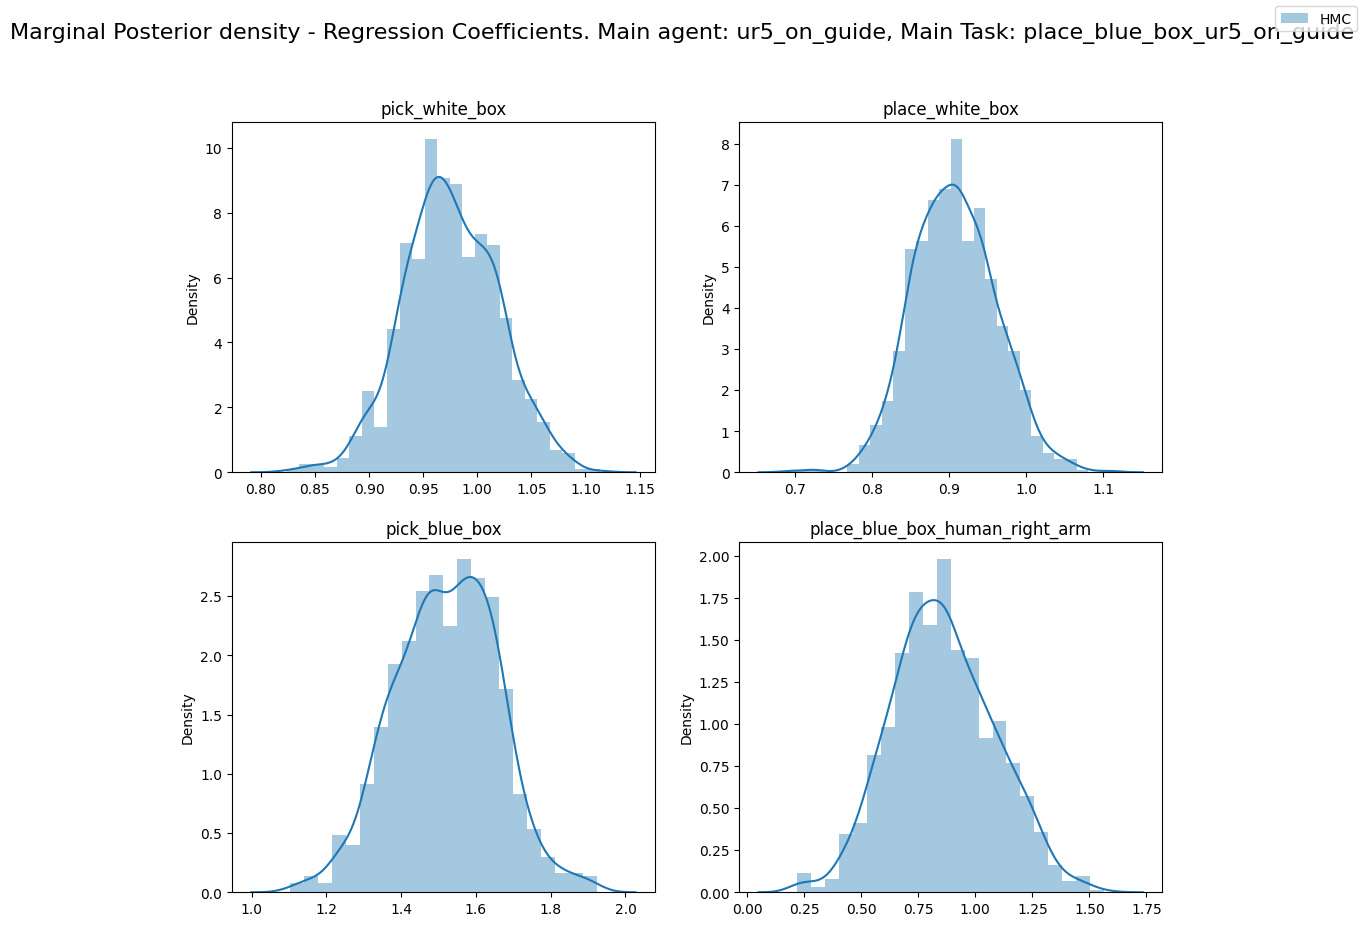 HMC
Marginal Posterior density - Regression Coefficients. Main agent: ur5_on_guide, Main Task: place_blue_box_ur5_on_guide
pick_white_box
10
8
6
4
2
0
Density
0.80 0.85 0.90 0.95 1.00 1.05 1.10 1.15
place_white_box
8
7
6
5
4
3
2
1
0
Density
0.7 0.8 0.9 1.0 1.1
pick_blue_box
2.5
2.0
1.5
1.0
0.5
0.0
Density
1.0 1.2 1.4 1.6 1.8 2.0
place_blue_box_human_right_arm
2.00
1.75
1.50
1.25
1.00
0.75
0.50
0.25
0.00
Density
0.00 0.25 0.50 0.75 1.00 1.25 1.50 1.75